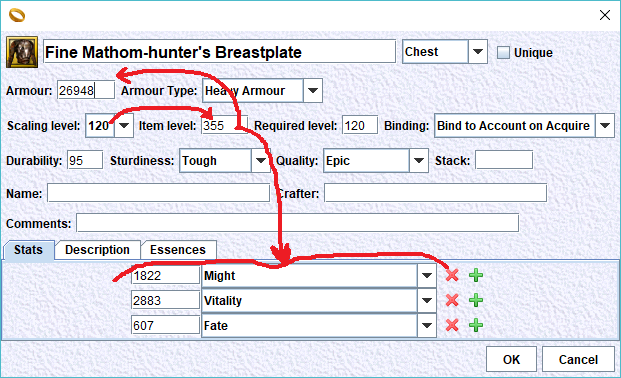 Fine Mathom-hunter's Breastplate Chest Unique
Armour: 26948 Armour Type: Heavy Armour
Scaling level: 120 Item level: 355 Required level: 120 Binding: Bind to Account on Acquire
Durability: 95 Sturdiness: Tough Quality: Epic Stack:
Name: Crafter:
Comments:
Stats Description Essences
1822 Might
2883 Vitality
607 Fate
OK Cancel